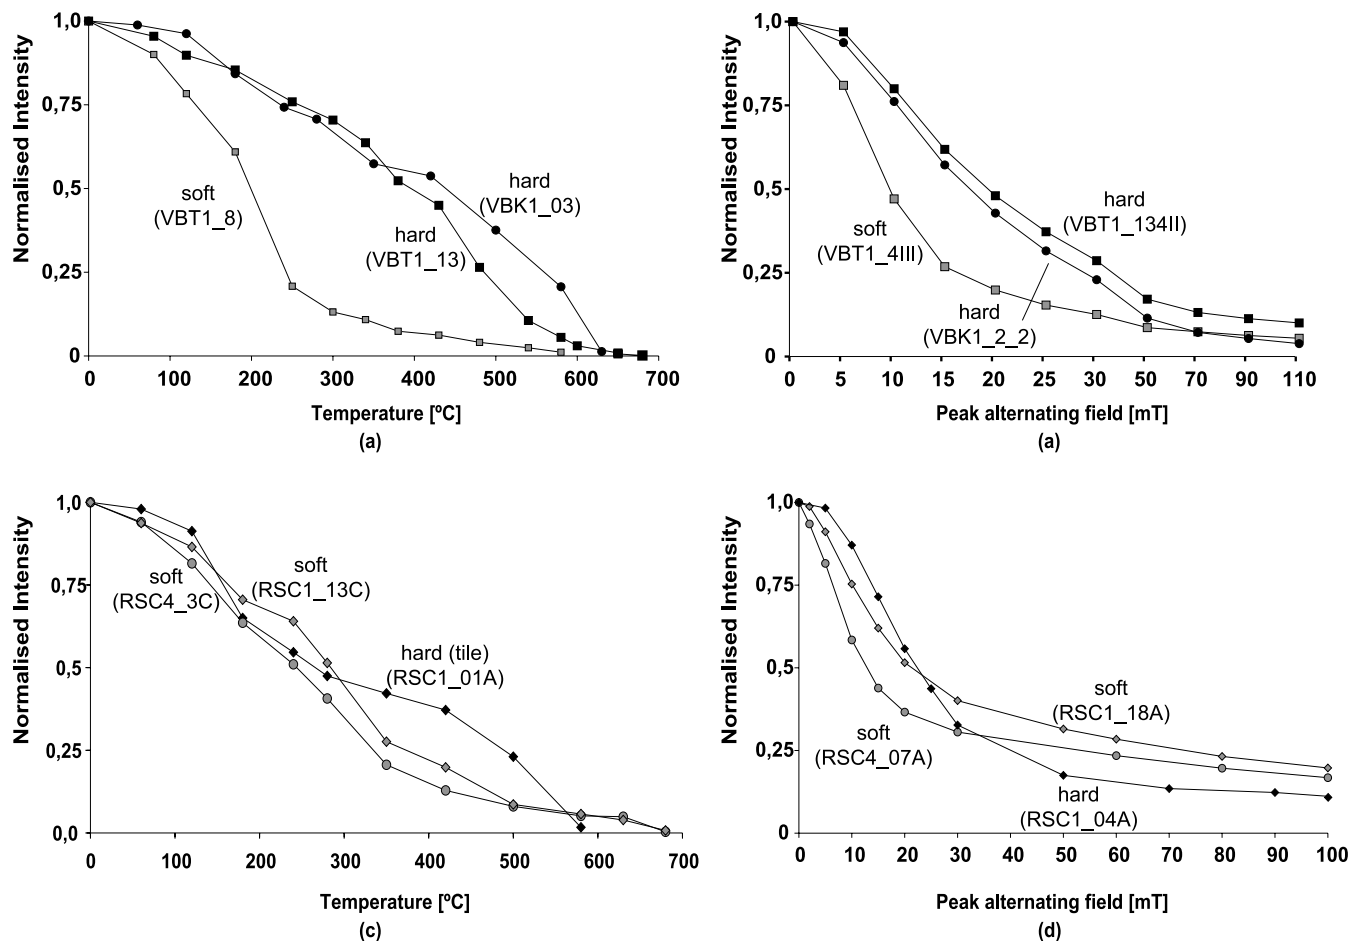 Normalised Intensity
1,0
0,75
0,5
0,25
0
soft
(VBT1_8)
hard
(VBK1_03)
hard
(VBT1_13)
0 100 200 300 400 500 600 700
Temperature [ºC]
(a)
Normalised Intensity
1,0
0,75
0,5
0,25
0
hard
(VBT1_134II)
soft
(VBT1_4III)
hard
(VBK1_2_2)
0 5 10 15 20 25 30 50 70 90 110
Peak alternating field [mT]
(a)
Normalised Intensity
1,0
0,75
0,5
0,25
0,0
soft
(RSC4_3C)
soft
(RSC1_13C)
hard (tile)
(RSC1_01A)
0 100 200 300 400 500 600 700
Temperature [ºC]
(c)
Normalised Intensity
1,0
0,75
0,5
0,25
0
soft
(RSC1_18A)
soft
(RSC4_07A)
hard
(RSC1_04A)
0 10 20 30 40 50 60 70 80 90 100
Peak alternating field [mT]
(d)